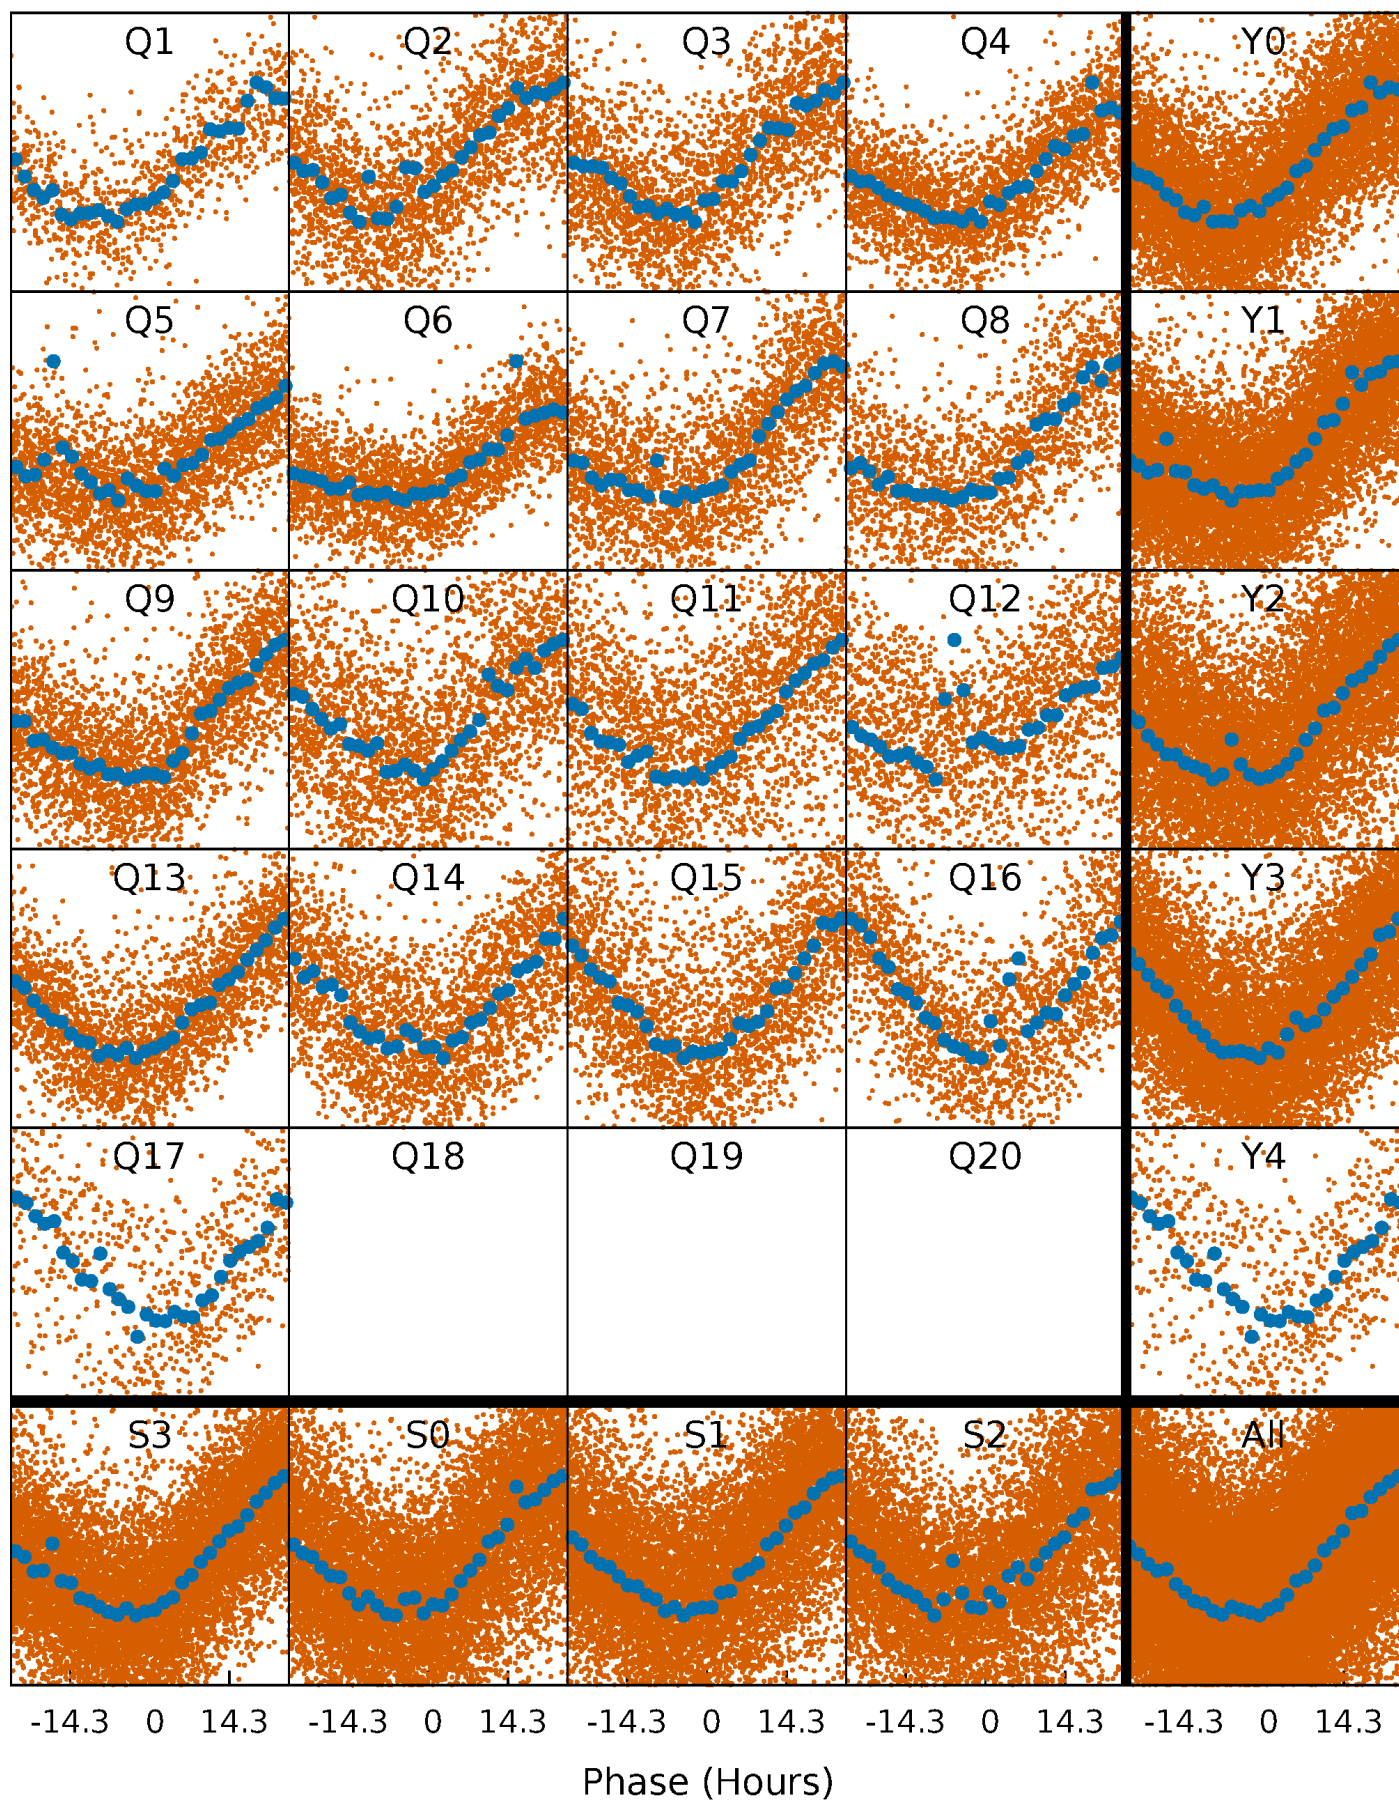 Q1 Q2 Q3 Q4 Y0
Q5 Q6 Q7 Q8 Y1
Q9 Q10 Q11 Q12 Y2
Q13 Q14 Q15 Q16 Y3
Q17 Q18 Q19 Q20 Y4
S3 S0 S1 S2 All
-14.3 0 14.3 -14.3 0 14.3 -14.3 0 14.3 -14.3 0 14.3 -14.3 0 14.3
Phase (Hours)